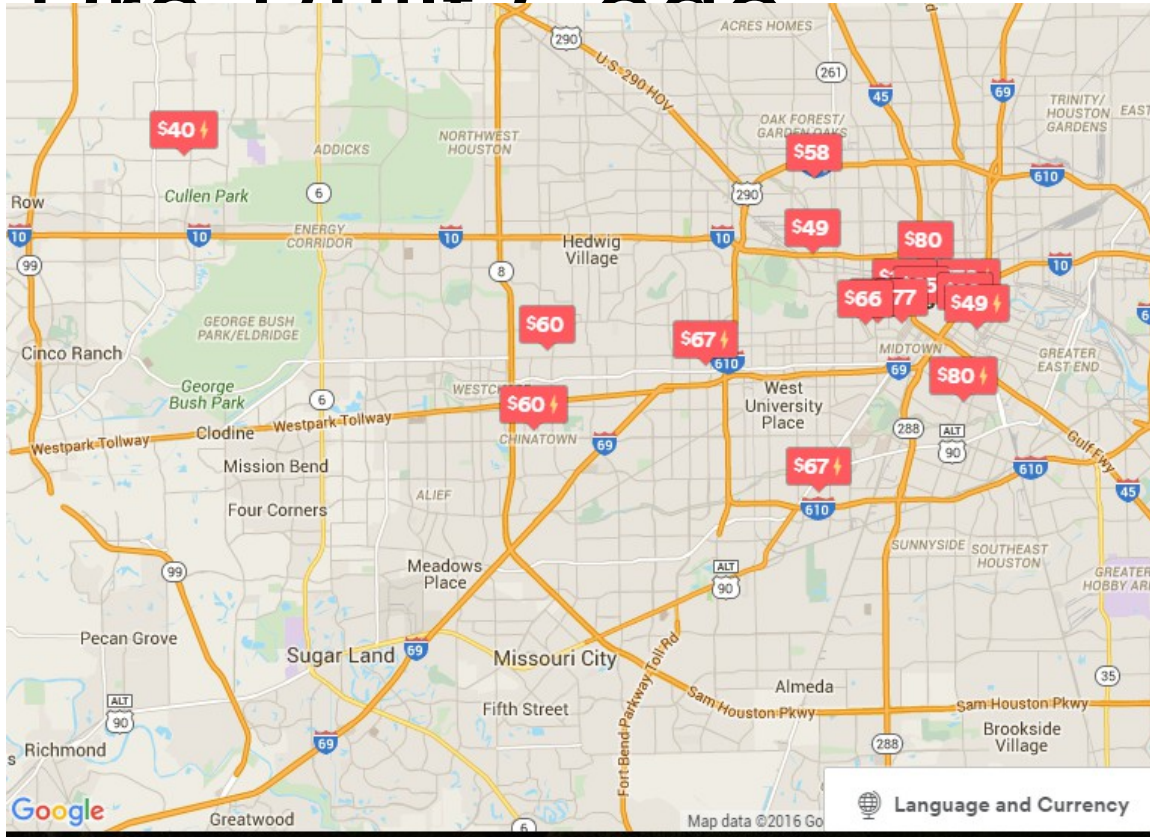 ACRES HOMES
290
U.S. 290 HOV
261
45
69
TRINITY/
HOUSTON
GARDENS
EAST
OAK FOREST/
GARDEN OAKS
$40
ADDICKS
NORTHWEST
HOUSTON
$58
610
Cullen Park
6
290
Row
10
10
ENERGY
CORRIDOR
10
Hedwig
Village
10
$49
$80
99
8
10
GEORGE BUSH
PARK/ELDRIDGE
$60
$66
77
$49
Cinco Ranch
$67
610
MIDTOWN
GREATER
EAST END
George
Bush Park
6
69
$80
West
University
Place
$60
Westpark Tollway
Clodine
Westpark Tollway
CHINATOWN
69
288
ALT
90
Gulf Fwy
Mission Bend
$67
610
45
ALIEF
Four Corners
610
SUNNYSIDE
SOUTHEAST
HOUSTON
99
Meadows
Place
ALT
90
GREATER
Pecan Grove
Sugar Land
69
Missouri City
Fort Bend Parkway Toll Rd
35
ALT
90
Fifth Street
Almeda
Sam Houston Pkwy
Sam Houston Pkwy
Brookside
Village
Richmond
69
288
Google
Greatwood
6
Map data ©2016 Go
Language and Currency